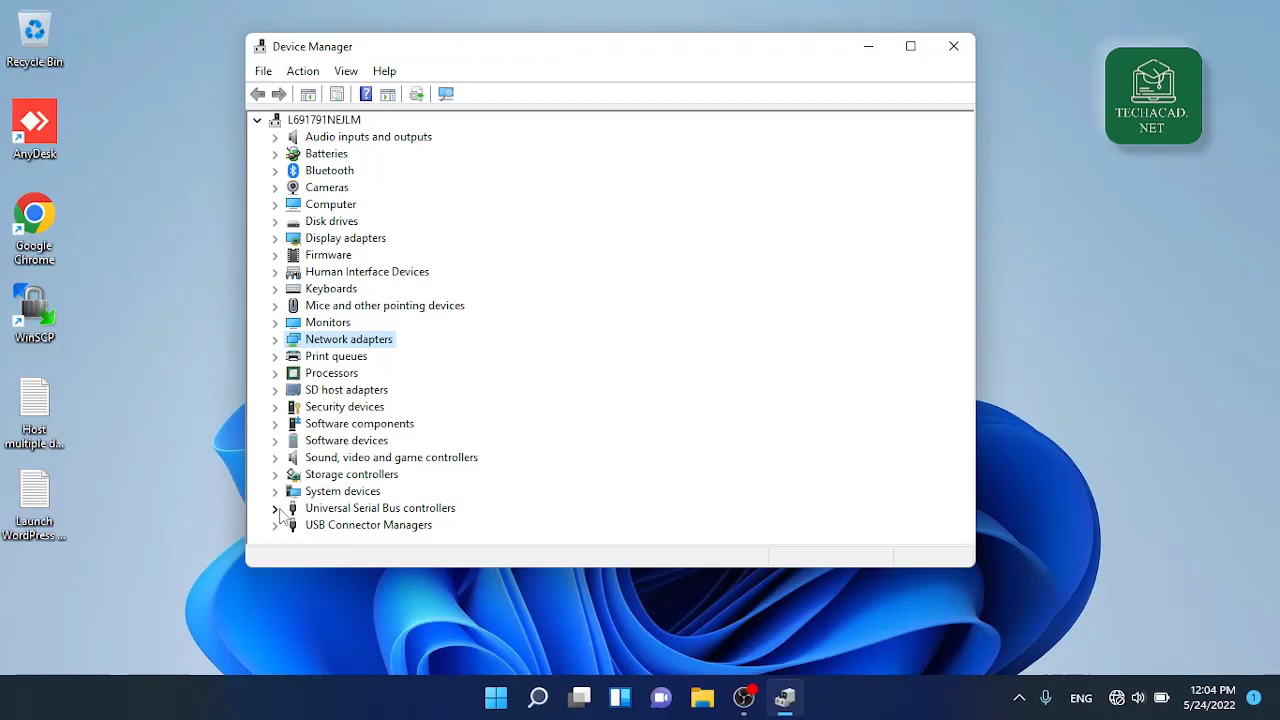 Recycle Bin
AnyDesk
Google
Chrome
WinSCP
Host
multiple d...
Launch
WordPress ...
Device Manager
File Action View Help
L691791NEJLM
Audio inputs and outputs
Batteries
Bluetooth
Cameras
Computer
Disk drives
Display adapters
Firmware
Human Interface Devices
Keyboards
Mice and other pointing devices
Monitors
Network adapters
Print queues
Processors
SD host adapters
Security devices
Software components
Software devices
Sound, video and game controllers
Storage controllers
System devices
Universal Serial Bus controllers
USB Connector Managers
TECHACAD.
NET
ENG
12:04 PM
5/24/2022
1